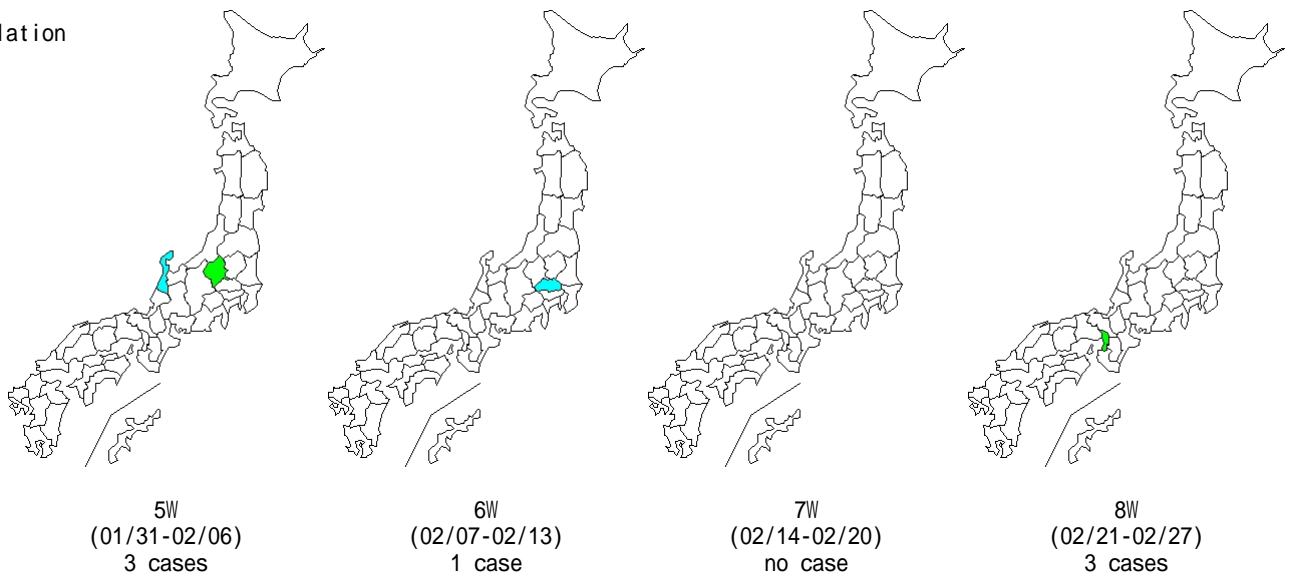 5W
(01/31-02/06)
3 cases
6W
(02/07-02/13)
1 case
7W
(02/14-02/20)
no case
8W
(02/21-02/27)
3 cases